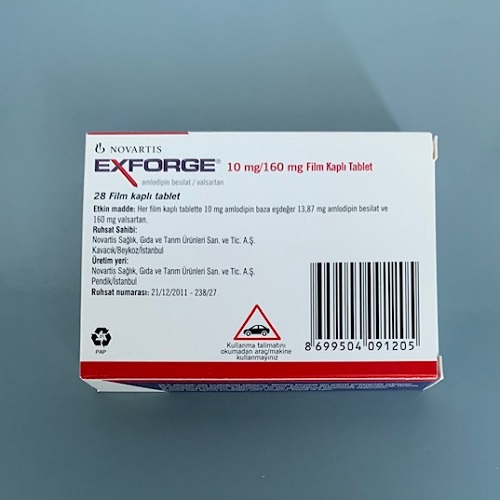 NOVARTIS
EXFORGE® 10 mg/160 mg Film Kaplı Tablet
amlodipin besilat / valsartan
28 Film kaplı tablet
Etkin madde: Her film kaplı tablette 10 mg amlodipin baza eşdeğer 13,87 mg amlodipin besilat ve
160 mg valsartan.
Ruhsat Sahibi:
Novartis Sağlık, Gıda ve Tarım Ürünleri San. ve Tic. A.Ş.
Kavacık/Beykoz/İstanbul
Üretim yeri:
Novartis Sağlık, Gıda ve Tarım Ürünleri San. ve Tic. A.Ş.
Pendik/İstanbul
Ruhsat numarası: 21/12/2011 - 238/27
PAP
Kullanma talimatını
okumadan araç/makine
kullanmayınız
8 699504 091205